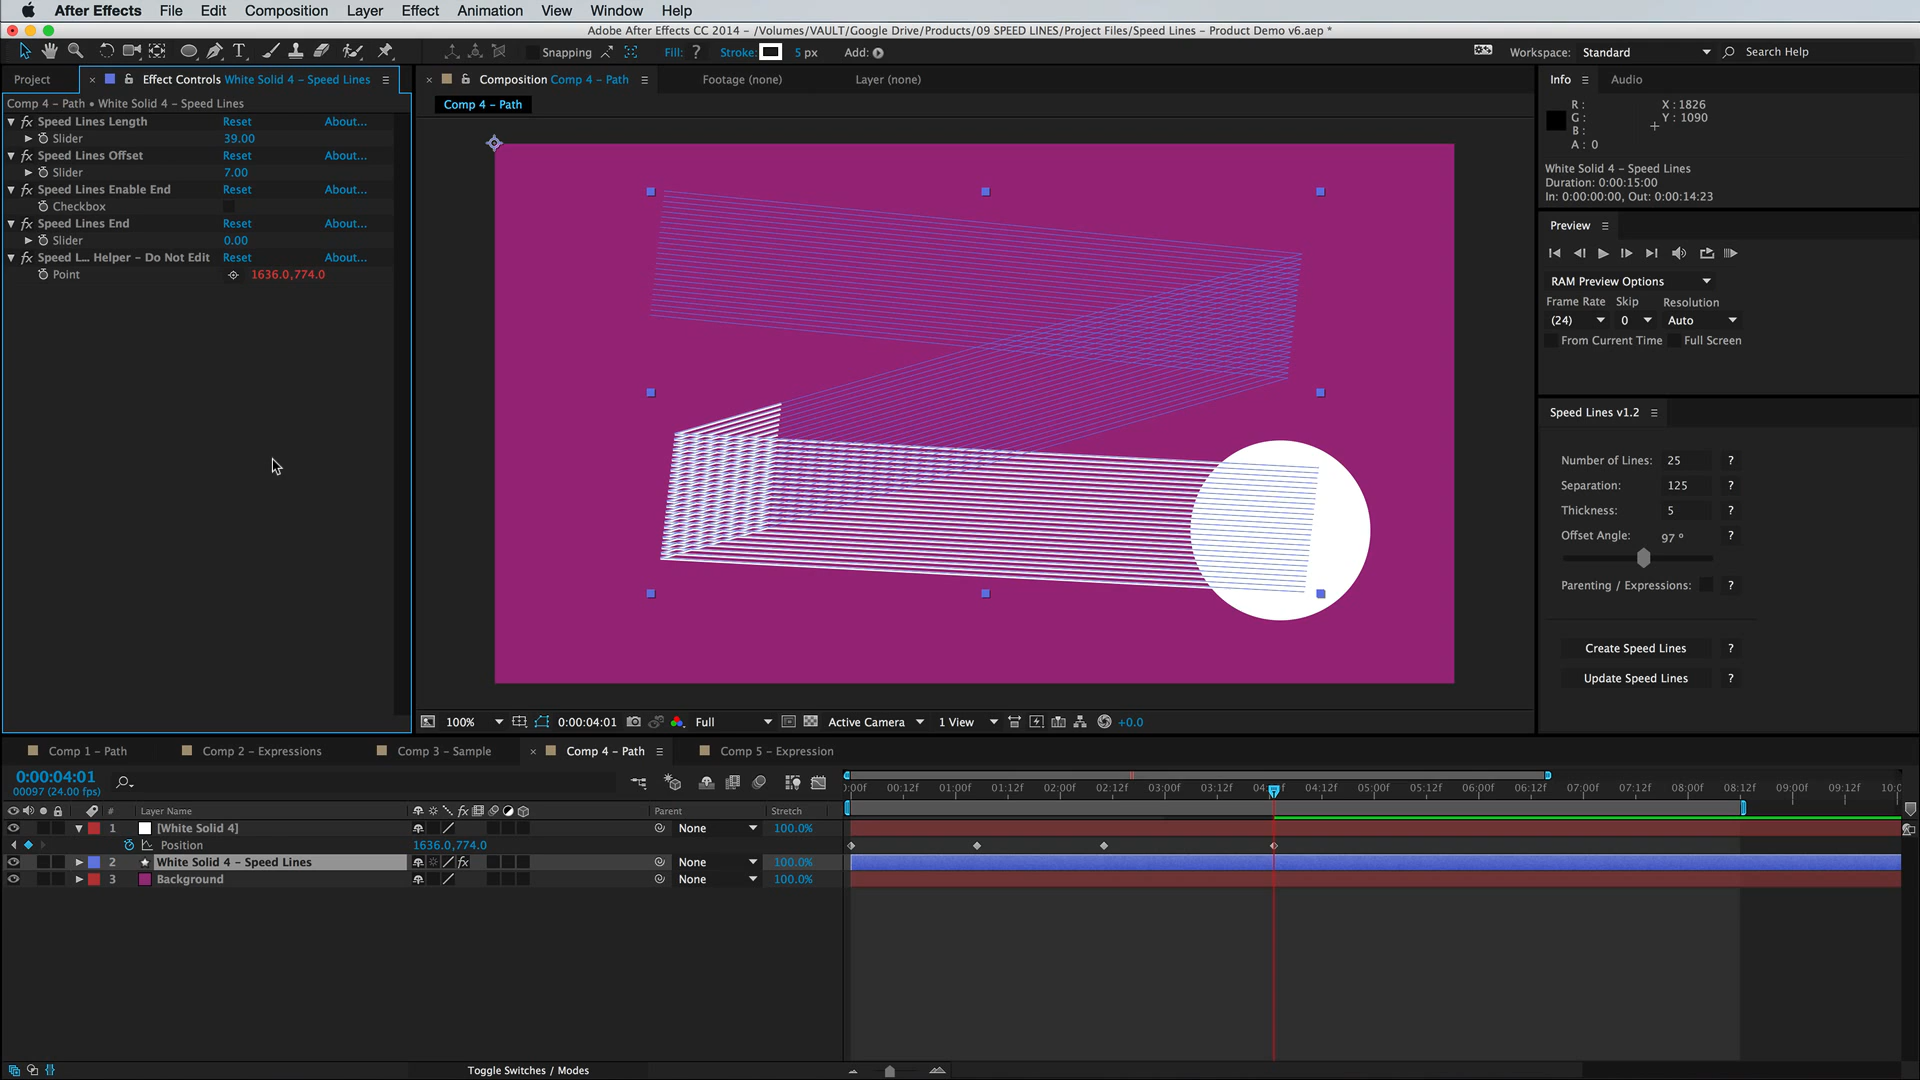 After Effects File Edit Composition Layer Effect Animation View Window Help
Adobe After Effects CC 2014 - /Volumes/VAULT/Google Drive/Products/09 SPEED LINES/Project Files/Speed Lines - Product Demo v6.aep *
Snapping Fill: ? Stroke: 5 px Add: Workspace: Standard Search Help
Project × Effect Controls White Solid 4 – Speed Lines
Comp 4 – Path • White Solid 4 – Speed Lines
fx Speed Lines Length Reset About...
Slider 39.00
fx Speed Lines Offset Reset About...
Slider 7.00
fx Speed Lines Enable End Reset About...
Checkbox
fx Speed Lines End Reset About...
Slider 0.00
fx Speed L... Helper – Do Not Edit Reset About...
Point 1636.0,774.0
× Composition Comp 4 – Path Footage (none) Layer (none)
Comp 4 – Path
100% 0:00:04:01 Full Active Camera 1 View +0.0
Info Audio
R : X : 1826
G : Y : 1090
B :
A : 0
White Solid 4 – Speed Lines
Duration: 0:00:15:00
In: 0:00:00:00, Out: 0:00:14:23
Preview
RAM Preview Options
Frame Rate Skip Resolution
(24) 0 Auto
From Current Time Full Screen
Speed Lines v1.2
Number of Lines: 25 ?
Separation: 125 ?
Thickness: 5 ?
Offset Angle: 97 º ?
Parenting / Expressions: ?
Create Speed Lines ?
Update Speed Lines ?
Comp 1 – Path Comp 2 – Expressions Comp 3 – Sample × Comp 4 – Path Comp 5 – Expression
0:00:04:01
00097 (24.00 fps)
:00f 00:12f 01:00f 01:12f 02:00f 02:12f 03:00f 03:12f 04:12f 05:00f 05:12f 06:00f 06:12f 07:00f 07:12f 08:00f 08:12f 09:00f 09:12f 10:0
# Layer Name fx Parent Stretch
1 [White Solid 4] None 100.0%
Position 1636.0,774.0
2 White Solid 4 – Speed Lines fx None 100.0%
3 Background None 100.0%
Toggle Switches / Modes